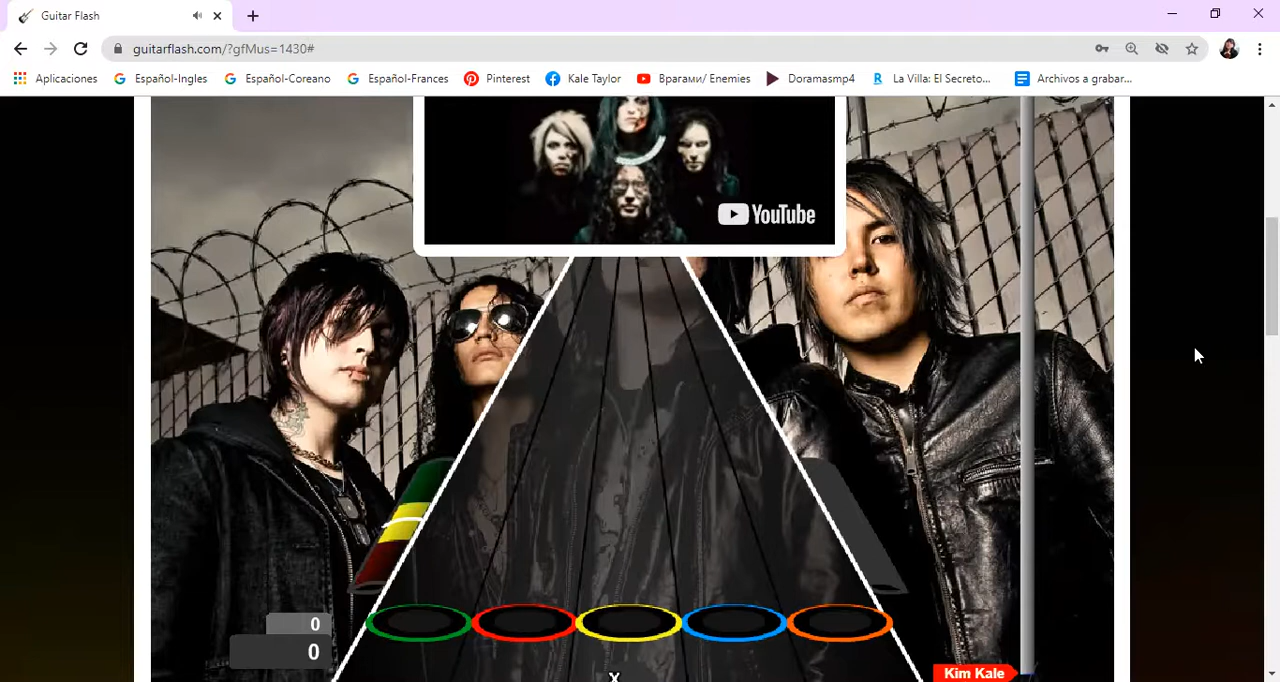 Guitar Flash
guitarflash.com/?gfMus=1430#
Aplicaciones
Español-Ingles
Español-Coreano
Español-Frances
Pinterest
Kale Taylor
Врагами/ Enemies
Doramasmp4
La Villa: El Secreto...
Archivos a grabar...
YouTube
0
0
X
Kim Kale